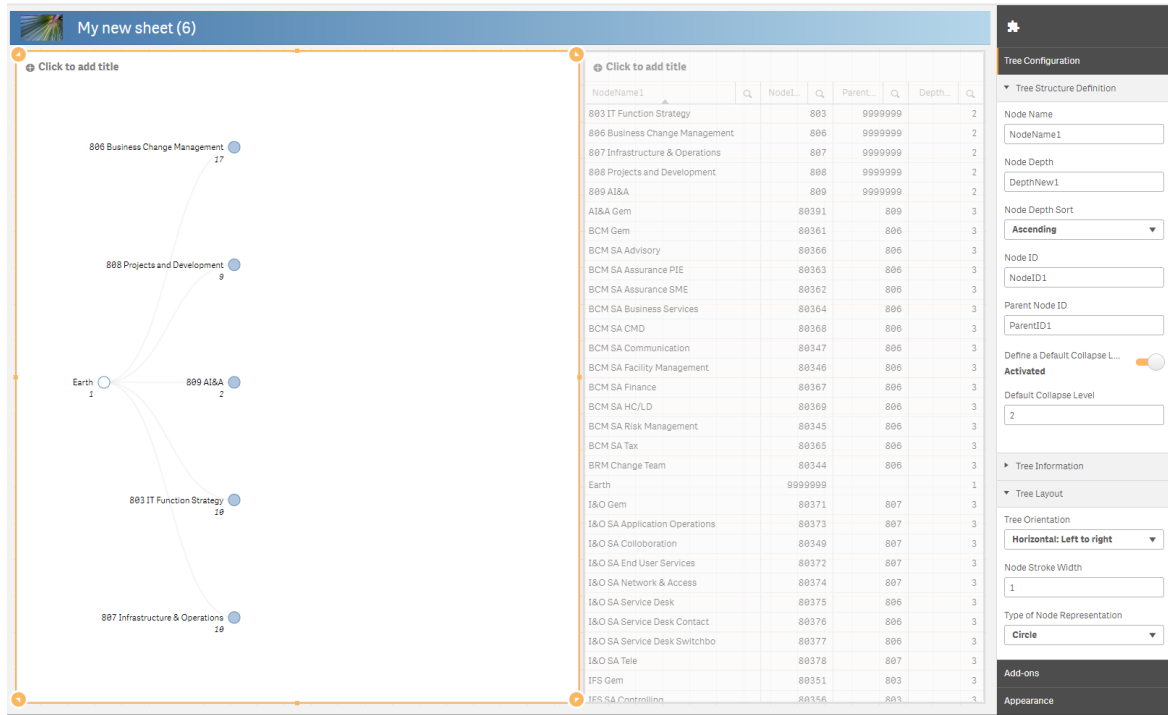 My new sheet (6)
Click to add title
806 Business Change Management
17
808 Projects and Development
9
Earth
1
809 AI&A
2
803 IT Function Strategy
10
807 Infrastructure & Operations
10
Click to add title
NodeName1 NodeI... Parent... Depth...
803 IT Function Strategy 803 9999999 2
806 Business Change Management 806 9999999 2
807 Infrastructure & Operations 807 9999999 2
808 Projects and Development 808 9999999 2
809 AI&A 809 9999999 2
AI&A Gem 80391 809 3
BCM Gem 80361 806 3
BCM SA Advisory 80366 806 3
BCM SA Assurance PIE 80363 806 3
BCM SA Assurance SME 80362 806 3
BCM SA Business Services 80364 806 3
BCM SA CMD 80368 806 3
BCM SA Communication 80347 806 3
BCM SA Facility Management 80346 806 3
BCM SA Finance 80367 806 3
BCM SA HC/LD 80369 806 3
BCM SA Risk Management 80345 806 3
BCM SA Tax 80365 806 3
BRM Change Team 80344 806 3
Earth 9999999 1
I&O Gem 80371 807 3
I&O SA Application Operations 80373 807 3
I&O SA Colloboration 80349 807 3
I&O SA End User Services 80372 807 3
I&O SA Network & Access 80374 807 3
I&O SA Service Desk 80375 806 3
I&O SA Service Desk Contact 80376 806 3
I&O SA Service Desk Switchbo 80377 806 3
I&O SA Tele 80378 807 3
IFS Gem 80351 803 3
IFS SA Controlling 80356 803 3
Tree Configuration
Tree Structure Definition
Node Name
NodeName1
Node Depth
DepthNew1
Node Depth Sort
Ascending
Node ID
NodeID1
Parent Node ID
ParentID1
Define a Default Collapse L...
Activated
Default Collapse Level
2
Tree Information
Tree Layout
Tree Orientation
Horizontal: Left to right
Node Stroke Width
1
Type of Node Representation
Circle
Add-ons
Appearance